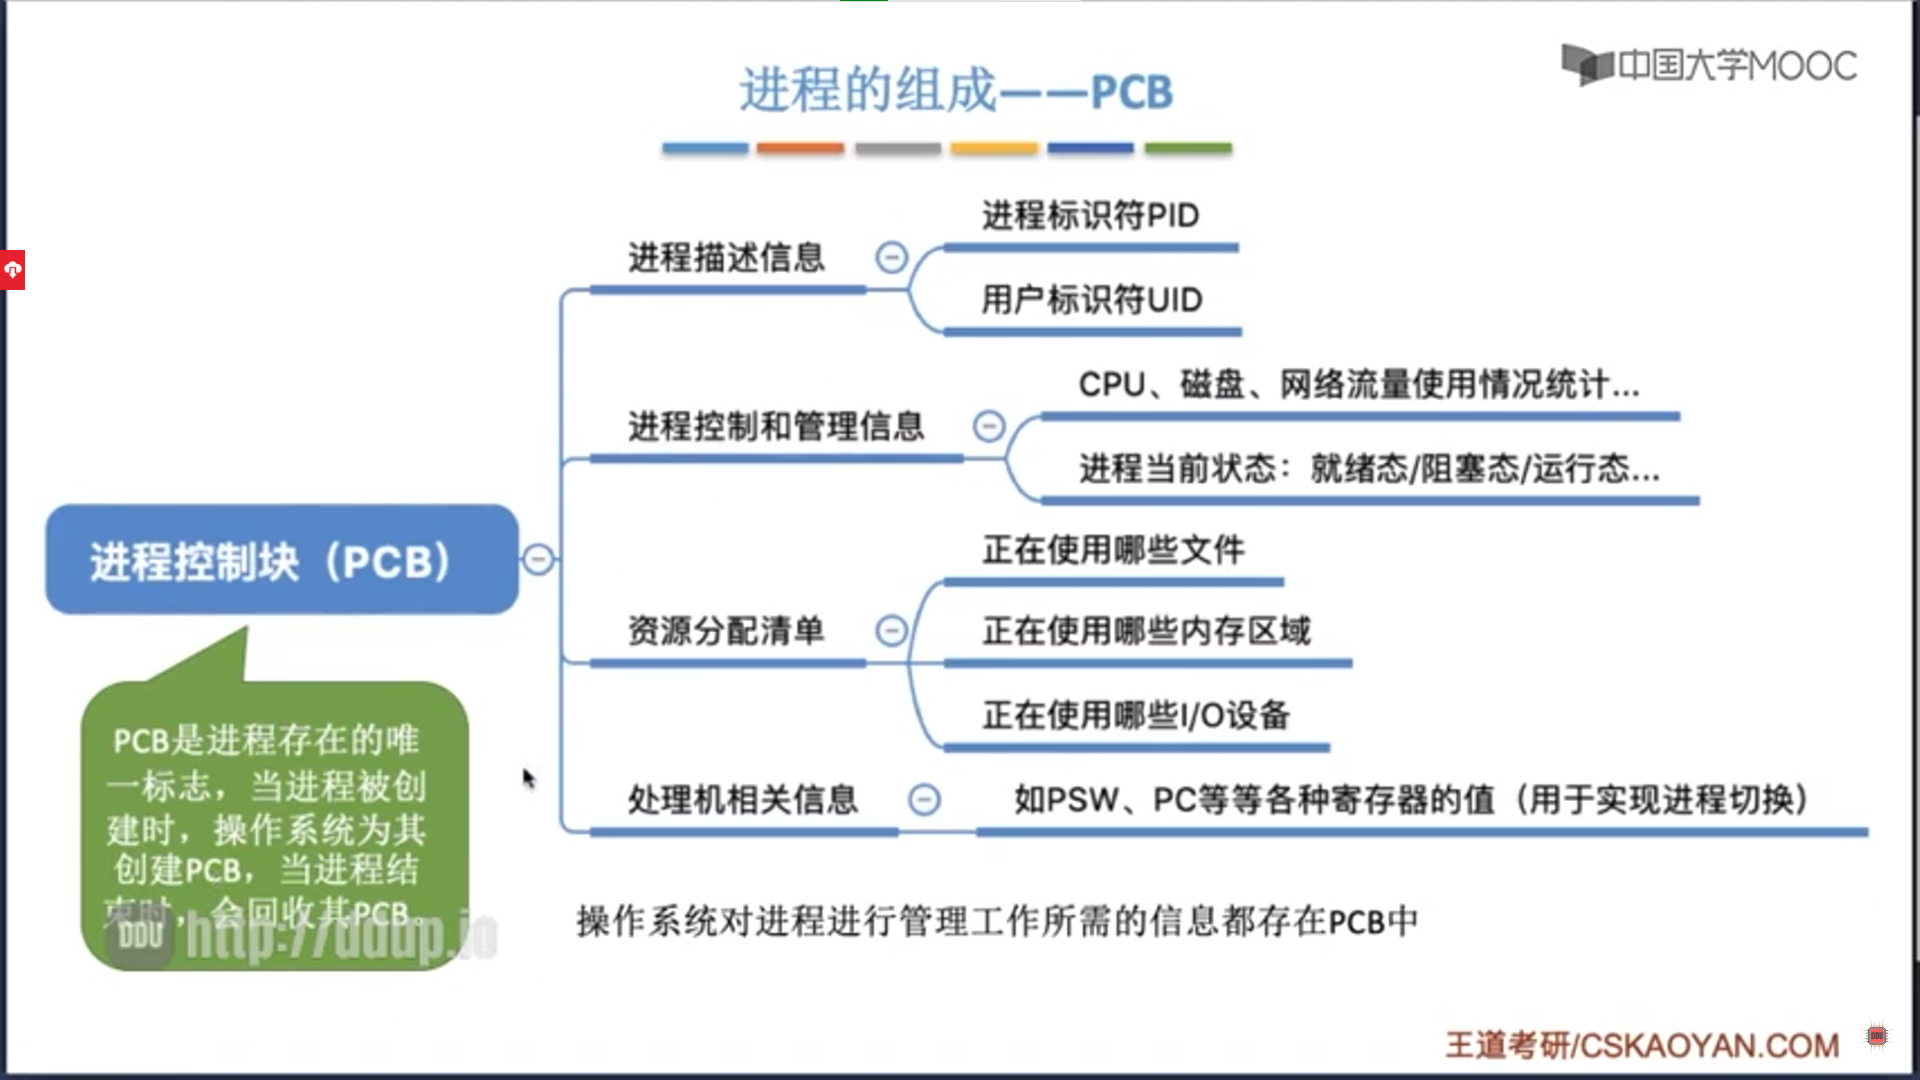 中国大学MOOC
进程的组成——PCB
进程标识符PID
进程描述信息
用户标识符UID
CPU、磁盘、网络流量使用情况统计...
进程控制和管理信息
进程当前状态：就绪态/阻塞态/运行态...
正在使用哪些文件
进程控制块（PCB）
资源分配清单
正在使用哪些内存区域
正在使用哪些I/O设备
处理机相关信息
如PSW、PC等等各种寄存器的值（用于实现进程切换）
PCB是进程存在的唯
一标志，当进程被创
建时，操作系统为其
创建PCB，当进程结
束时，会回收其PCB。
DDU http://ddup.io
操作系统对进程进行管理工作所需的信息都存在PCB中
王道考研/CSKAOYAN.COM